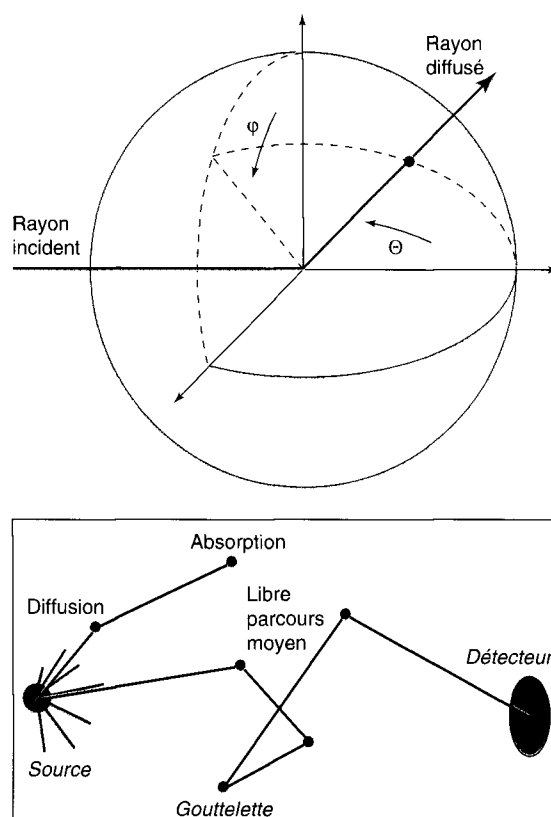 Rayon
diffusé
φ
Rayon
incident
Θ
Absorption
Diffusion
Libre
parcours
moyen
Détecteur
Source
Gouttelette